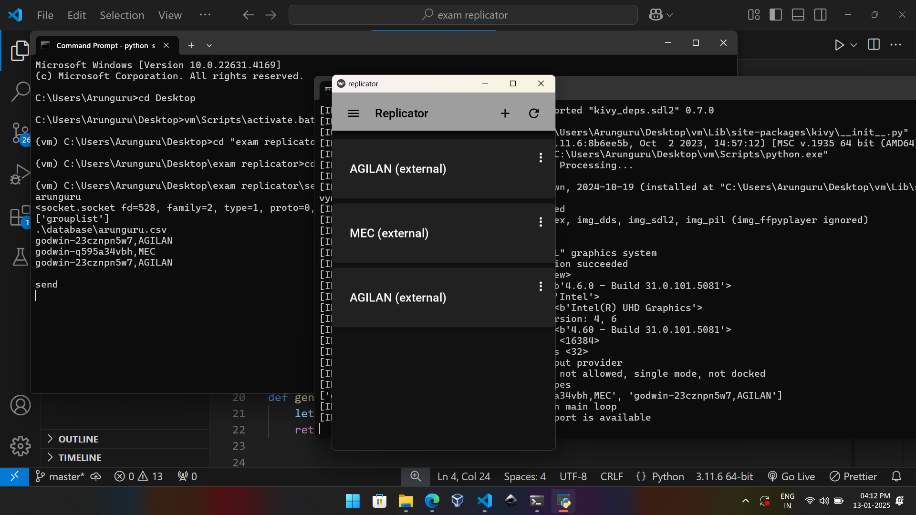 File Edit Selection View ···
exam replicator
Command Prompt - python s
Microsoft Windows [Version 10.0.22631.4169]
(c) Microsoft Corporation. All rights reserved.
C:\Users\Arunguru>cd Desktop
C:\Users\Arunguru\Desktop>vm\Scripts\activate.bat
(vm) C:\Users\Arunguru\Desktop>cd "exam replicato
(vm) C:\Users\Arunguru\Desktop\exam replicator>cd
(vm) C:\Users\Arunguru\Desktop\exam replicator\se
arunguru
<socket.socket fd=528, family=2, type=1, proto=0,
['grouplist']
.\database\arunguru.csv
godwin-23cznpn5w7,AGILAN
godwin-q595a34vbh,MEC
godwin-23cznpn5w7,AGILAN
send
replicator
Replicator
AGILAN (external)
MEC (external)
AGILAN (external)
orted "kivy_deps.sdl2" 0.7.0
Users\Arunguru\Desktop\vm\Lib\site-packages\kivy\__init__.py"
.11.6:8b6ee5b, Oct  2 2023, 14:57:12) [MSC v.1935 64 bit (AMD64
C:\Users\Arunguru\Desktop\vm\Scripts\python.exe"
Processing...
wn, 2024-10-19 (installed at "C:\Users\Arunguru\Desktop\vm\Lib\s
ed
ex, img_dds, img_sdl2, img_pil (img_ffpyplayer ignored)
L" graphics system
ion succeeded
ew>
b'4.6.0 - Build 31.0.101.5081'>
'Intel'>
<b'Intel(R) UHD Graphics'>
ersion: 4, 6
<b'4.60 - Build 31.0.101.5081'>
<16384>
s <32>
put provider
not allowed, single mode, not docked
pes
['g
a34vbh,MEC', 'godwin-23cznpn5w7,AGILAN']
n main loop
port is available
20 def gen
21 let
22 ret
23
24
OUTLINE
TIMELINE
26
1
master* 0 13 0 Ln 4, Col 24 Spaces: 4 UTF-8 CRLF Python 3.11.6 64-bit Go Live Prettier
ENG
IN
04:12 PM
13-01-2025